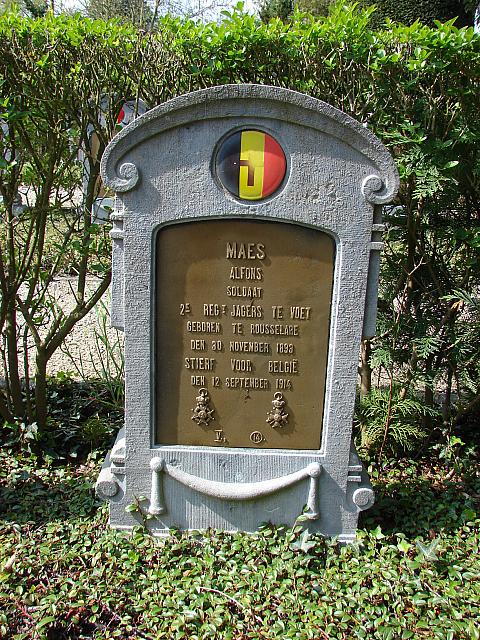 MAES
ALFONS
SOLDAAT
2E REGT JAGERS TE VOET
GEBOREN TE ROUSSELARE
DEN 30 NOVEMBER 1893
STIERF VOOR BELGIË
DEN 12 SEPTEMBER 1914
V.